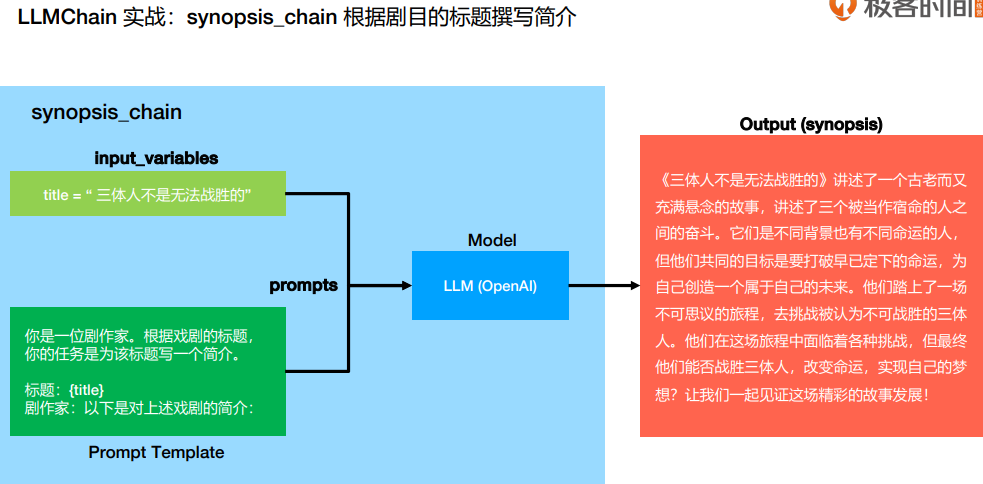 LLMChain 实战：synopsis_chain 根据剧目的标题撰写简介
极客时间
synopsis_chain
input_variables
title = “ 三体人不是无法战胜的”
prompts
你是一位剧作家。根据戏剧的标题，
你的任务是为该标题写一个简介。
标题：{title}
剧作家：以下是对上述戏剧的简介：
Prompt Template
Model
LLM (OpenAI)
Output (synopsis)
《三体人不是无法战胜的》讲述了一个古老而又
充满悬念的故事，讲述了三个被当作宿命的人之
间的奋斗。它们是不同背景也有不同命运的人，
但他们共同的目标是要打破早已定下的命运，为
自己创造一个属于自己的未来。他们踏上了一场
不可思议的旅程，去挑战被认为不可战胜的三体
人。他们在这场旅程中面临着各种挑战，但最终
他们能否战胜三体人，改变命运，实现自己的梦
想？让我们一起见证这场精彩的故事发展！